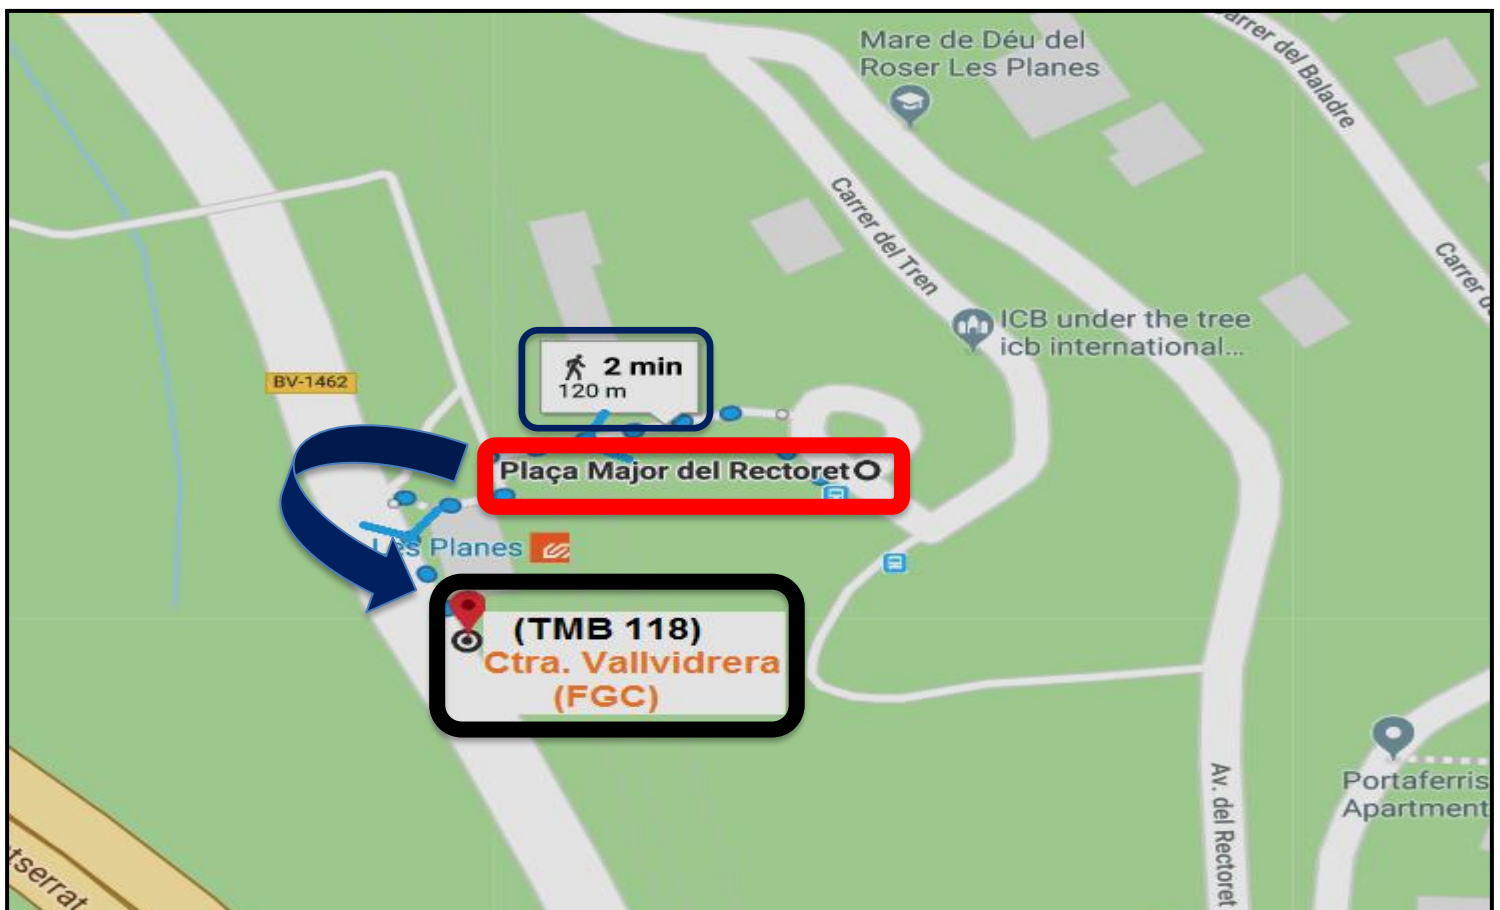 Mare de Déu del
Roser Les Planes
Carrer del Baladre
Carrer del Tren
Carrer
ICB under the tree
icb international...
2 min
120 m
BV-1462
Plaça Major del Rectoret
Les Planes
(TMB 118)
Ctra. Vallvidrera
(FGC)
Av. del Rectoret
Portaferris
Apartment
tserrat